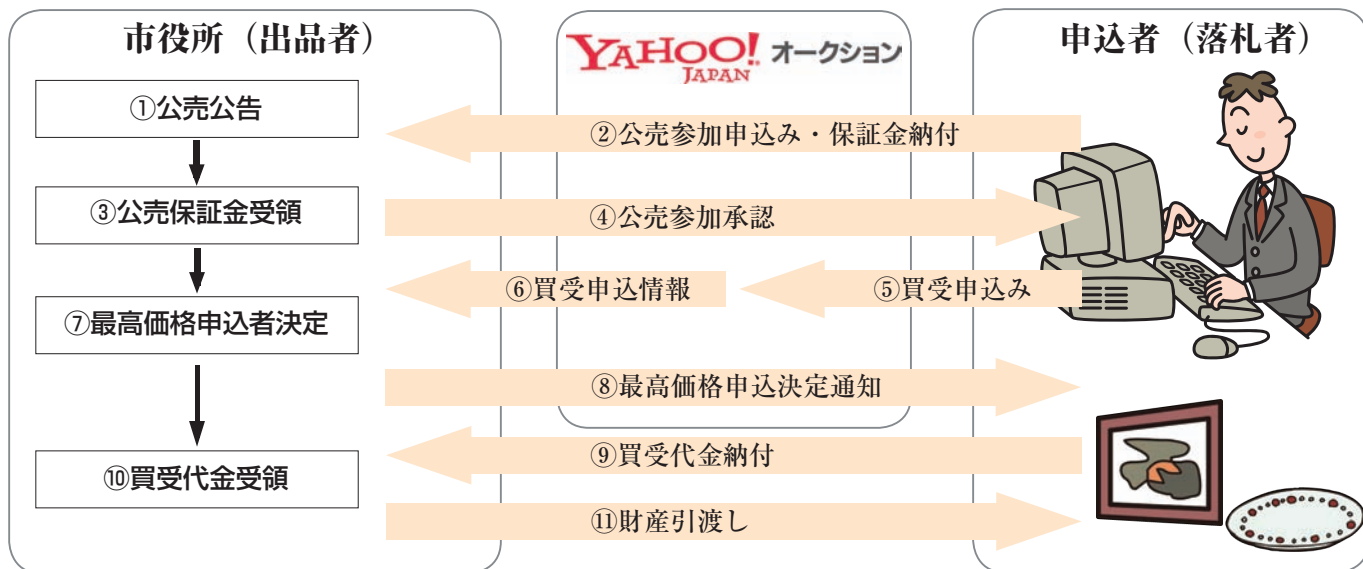 市役所（出品者）
YAHOO! JAPAN オークション
申込者（落札者）
①公売公告
②公売参加申込み・保証金納付
③公売保証金受領
④公売参加承認
⑤買受申込み
⑥買受申込情報
⑦最高価格申込者決定
⑧最高価格申込決定通知
⑨買受代金納付
⑩買受代金受領
⑪財産引渡し